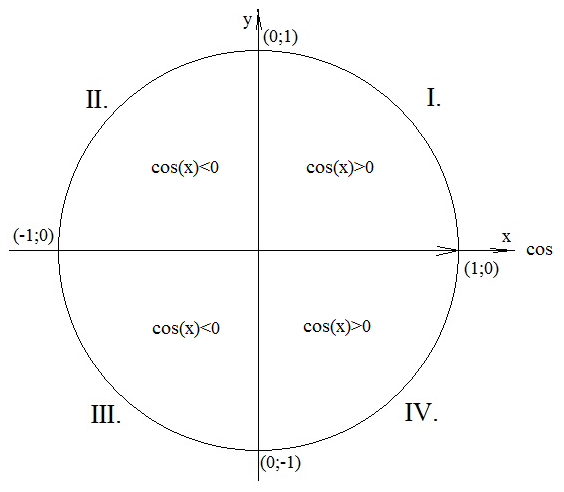 y
(0;1)
II.
I.
cos(x)<0
cos(x)>0
(-1;0)
x
cos
(1;0)
cos(x)<0
cos(x)>0
III.
IV.
(0;-1)